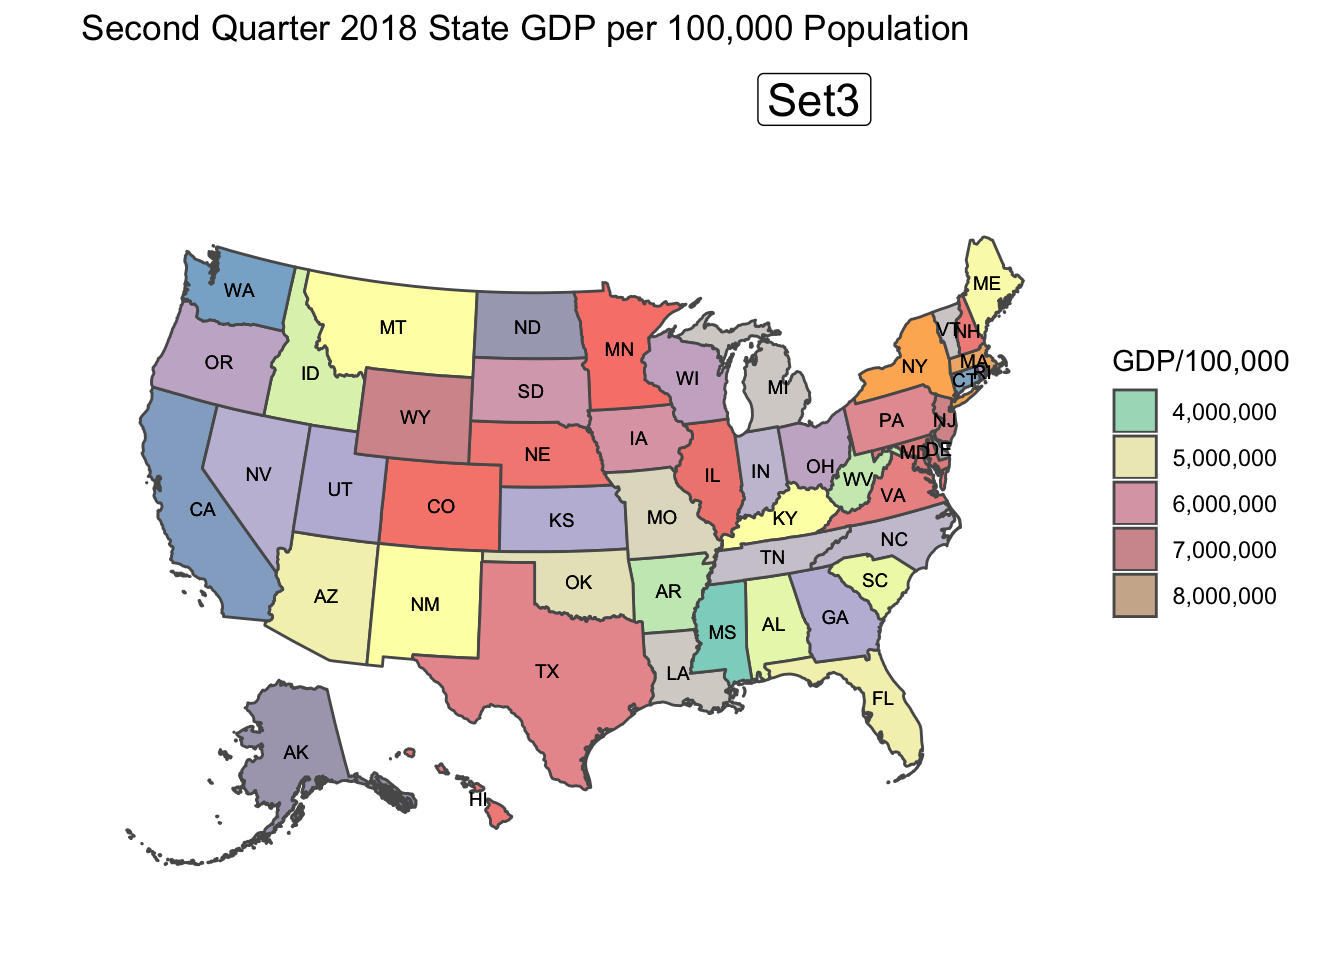 Second Quarter 2018 State GDP per 100,000 Population
Set3
ME
WA
MT
ND
VT
NH
MN
MA
OR
NY
RI
ID
WI
CT
SD
MI
WY
PA
NJ
IA
DE
MD
NE
OH
NV
IL
IN
WV
UT
VA
CA
CO
KS
MO
KY
NC
TN
AZ
OK
SC
AR
NM
GA
MS
AL
TX
LA
FL
AK
HI
GDP/100,000
4,000,000
5,000,000
6,000,000
7,000,000
8,000,000